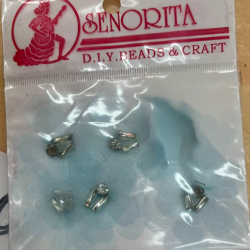 SENORITA
D.I.Y. BEADS & CRAFT